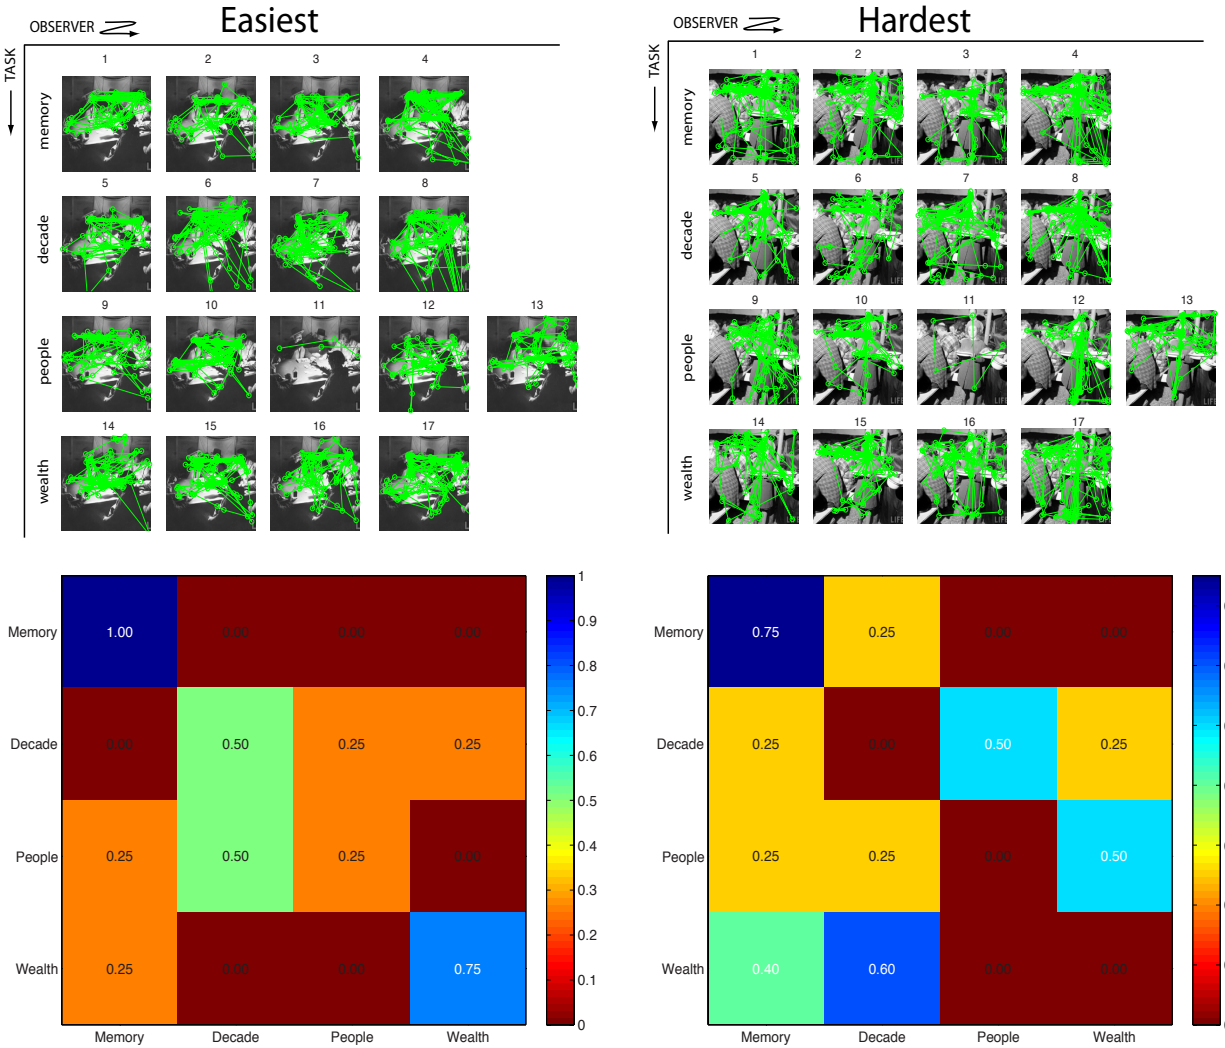 OBSERVER Easiest
TASK
1 2 3 4
memory
5 6 7 8
decade
9 10 11 12 13
people
14 15 16 17
wealth
OBSERVER Hardest
TASK
1 2 3 4
memory
5 6 7 8
decade
9 10 11 12 13
people
14 15 16 17
wealth
LIFE
Memory 1.00 0.00 0.00 0.00
Decade 0.00 0.50 0.25 0.25
People 0.25 0.50 0.25 0.00
Wealth 0.25 0.00 0.00 0.75
Memory Decade People Wealth
1
0.9
0.8
0.7
0.6
0.5
0.4
0.3
0.2
0.1
0
Memory 0.75 0.25 0.00 0.00
Decade 0.25 0.00 0.50 0.25
People 0.25 0.25 0.00 0.50
Wealth 0.40 0.60 0.00 0.00
Memory Decade People Wealth